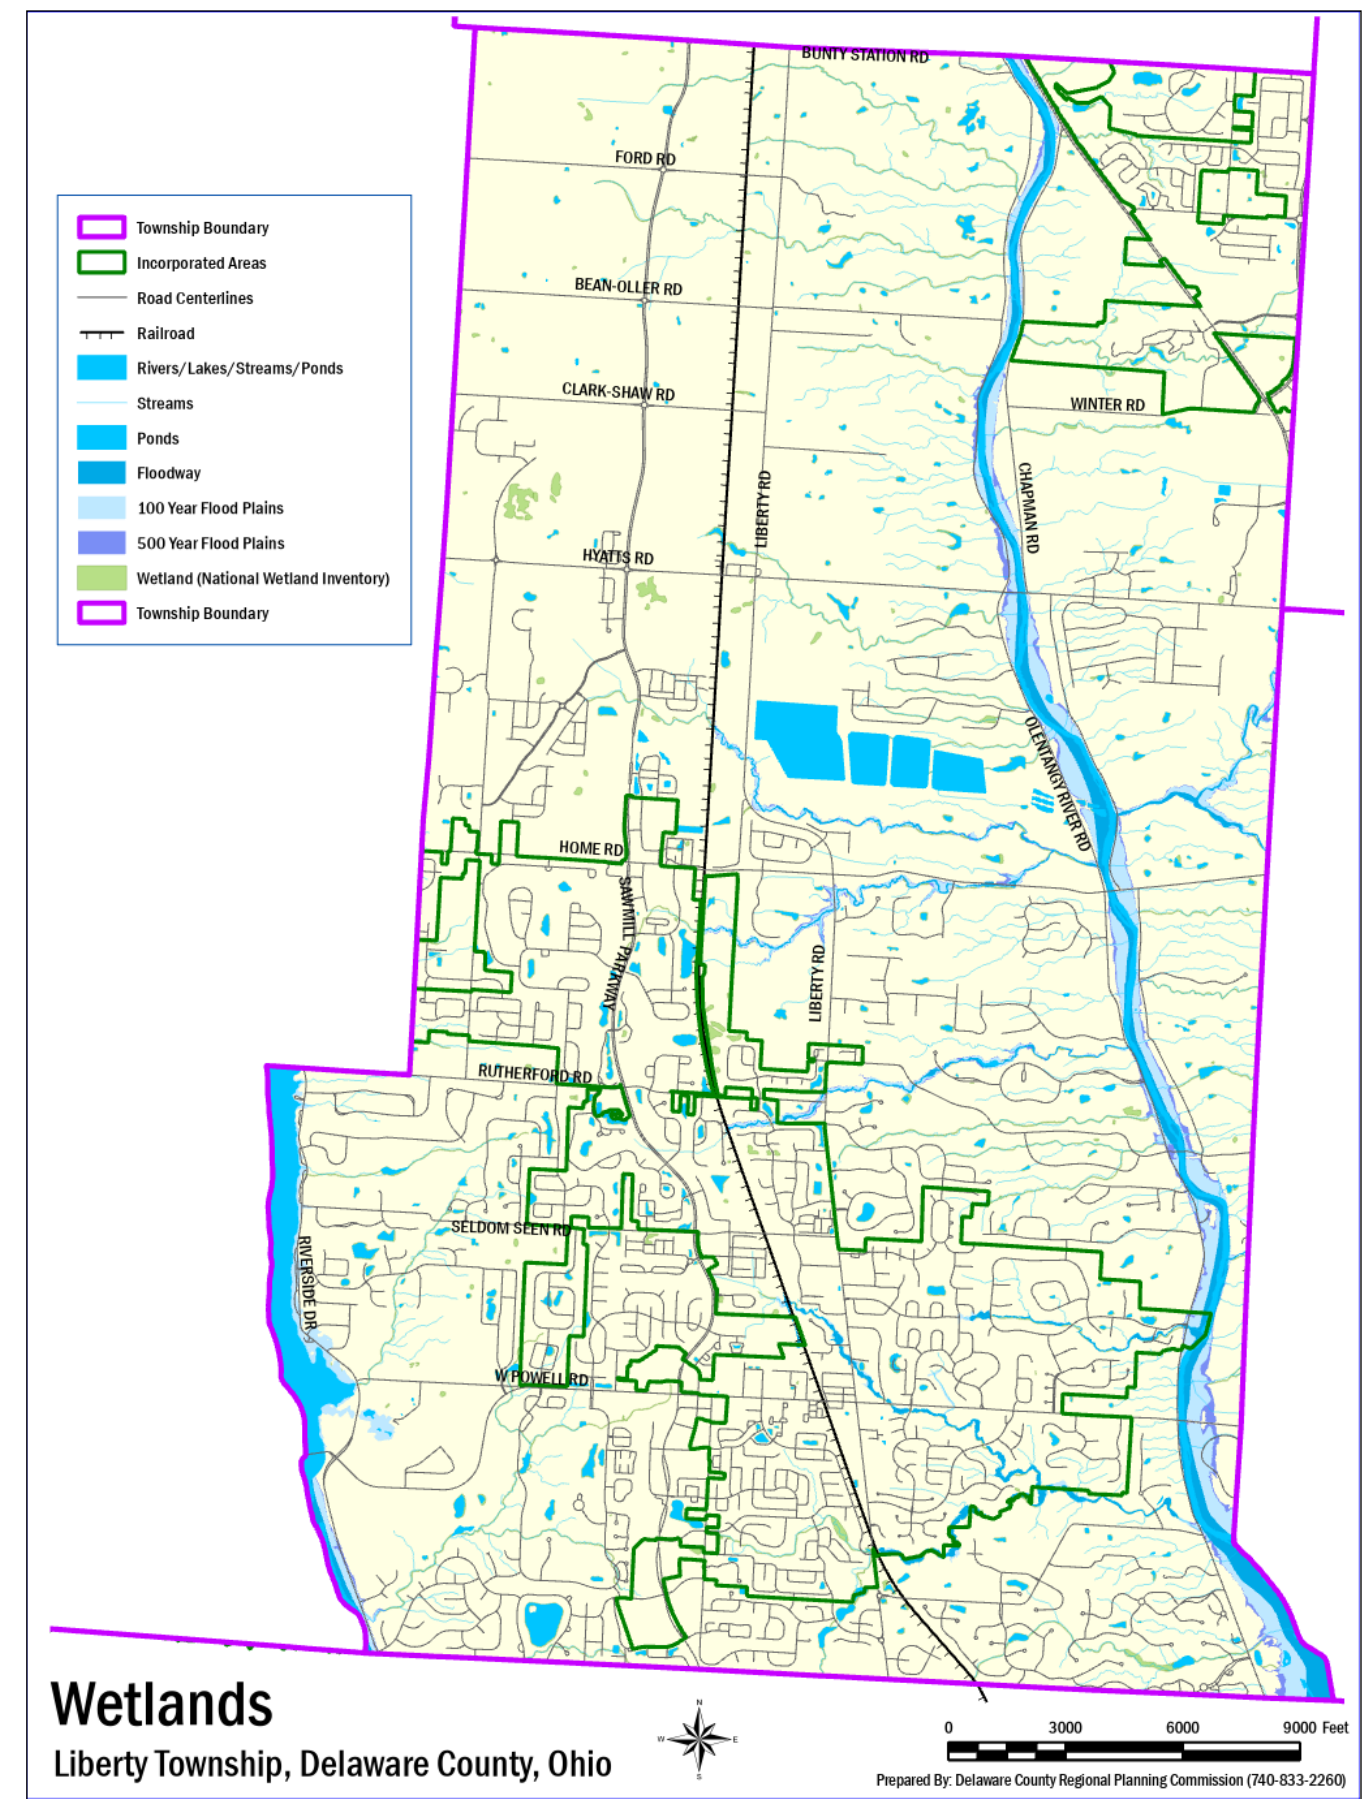 BUNTY STATION RD
FORD RD
Township Boundary
Incorporated Areas
Road Centerlines
Railroad
Rivers/Lakes/Streams/Ponds
Streams
Ponds
Floodway
100 Year Flood Plains
500 Year Flood Plains
Wetland (National Wetland Inventory)
Township Boundary
BEAN-OLLER RD
CLARK-SHAW RD
WINTER RD
LIBERTY RD
CHAPMAN RD
HYATTS RD
OLENTANGY RIVER RD
HOME RD
SAWMILL PARKWAY
LIBERTY RD
RUTHERFORD RD
SELDOM SEEN RD
RIVERSIDE DR
W POWELL RD
Wetlands
Liberty Township, Delaware County, Ohio
N
W E
S
0 3000 6000 9000 Feet
Prepared By: Delaware County Regional Planning Commission (740-833-2260)